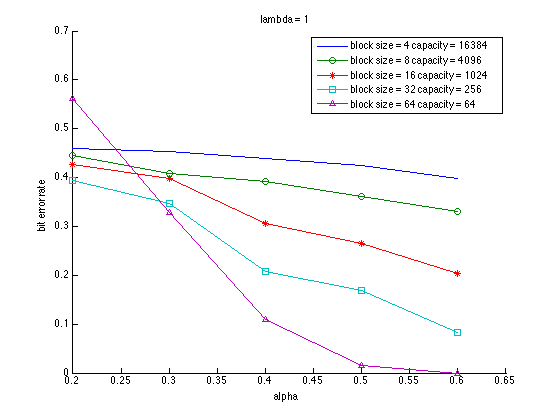 lambda = 1
0.7
0.6
0.5
0.4
0.3
0.2
0.1
0
bit error rate
block size = 4 capacity = 16384
block size = 8 capacity = 4096
block size = 16 capacity = 1024
block size = 32 capacity = 256
block size = 64 capacity = 64
0.2 0.25 0.3 0.35 0.4 0.45 0.5 0.55 0.6 0.65
alpha